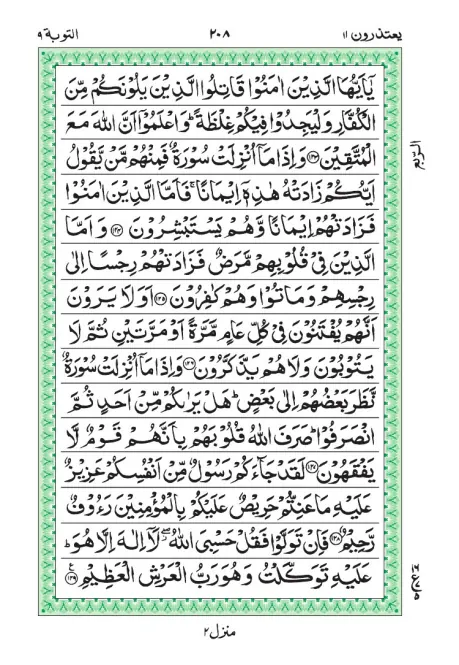 يعتذرون ١١ ٢٠٨ التوبة ٩
يٰۤاَيُّهَا الَّذِيْنَ اٰمَنُوْا قَاتِلُوا الَّذِيْنَ يَلُوْنَكُمْ مِّنَ
الْكُفَّارِ وَلْيَجِدُوْا فِيْكُمْ غِلْظَةً ؕ وَاعْلَمُوْۤا اَنَّ اللّٰهَ مَعَ
الْمُتَّقِيْنَ ﴿۱۲۳﴾ وَاِذَا مَاۤ اُنْزِلَتْ سُوْرَةٌ فَمِنْهُمْ مَّنْ يَّقُوْلُ
اَيُّكُمْ زَادَتْهُ هٰذِهٖۤ اِيْمَانًا ۚ فَاَمَّا الَّذِيْنَ اٰمَنُوْا
فَزَادَتْهُمْ اِيْمَانًا وَّهُمْ يَسْتَبْشِرُوْنَ ﴿۱۲۴﴾ وَاَمَّا
الَّذِيْنَ فِيْ قُلُوْبِهِمْ مَّرَضٌ فَزَادَتْهُمْ رِجْسًا اِلٰى
رِجْسِهِمْ وَمَاتُوْا وَهُمْ كٰفِرُوْنَ ﴿۱۲۵﴾ اَوَلَا يَرَوْنَ
اَنَّهُمْ يُفْتَنُوْنَ فِيْ كُلِّ عَامٍ مَّرَّةً اَوْ مَرَّتَيْنِ ثُمَّ لَا
يَتُوْبُوْنَ وَلَا هُمْ يَذَّكَّرُوْنَ ﴿۱۲۶﴾ وَاِذَا مَاۤ اُنْزِلَتْ سُوْرَةٌ
نَّظَرَ بَعْضُهُمْ اِلٰى بَعْضٍ ؕ هَلْ يَرٰىكُمْ مِّنْ اَحَدٍ ثُمَّ
انْصَرَفُوْا ؕ صَرَفَ اللّٰهُ قُلُوْبَهُمْ بِاَنَّهُمْ قَوْمٌ لَّا
يَفْقَهُوْنَ ﴿۱۲۷﴾ لَقَدْ جَآءَكُمْ رَسُوْلٌ مِّنْ اَنْفُسِكُمْ عَزِيْزٌ
عَلَيْهِ مَا عَنِتُّمْ حَرِيْصٌ عَلَيْكُمْ بِالْمُؤْمِنِيْنَ رَءُوْفٌ
رَّحِيْمٌ ﴿۱۲۸﴾ فَاِنْ تَوَلَّوْا فَقُلْ حَسْبِيَ اللّٰهُ ۖ لَاۤ اِلٰهَ اِلَّا هُوَ ؕ
عَلَيْهِ تَوَكَّلْتُ وَهُوَ رَبُّ الْعَرْشِ الْعَظِيْمِ ﴿۱۲۹﴾
منزل ٢